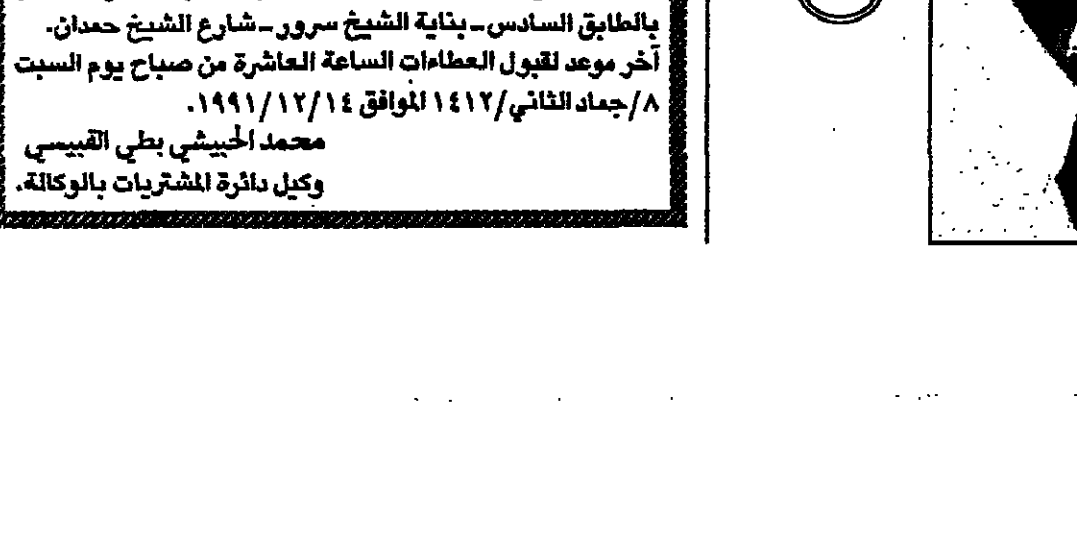 بالطابق السادس ـ بناية الشيخ سرور ـ شارع الشيخ حمدان.
آخر موعد لقبول العطاءات الساعة العاشرة من صباح يوم السبت
٨/جماد الثاني/١٤١٢ الموافق ١٩٩١/١٢/١٤.
محمد الحبيشي بطي القبيسي
وكيل دائرة المشتريات بالوكالة.